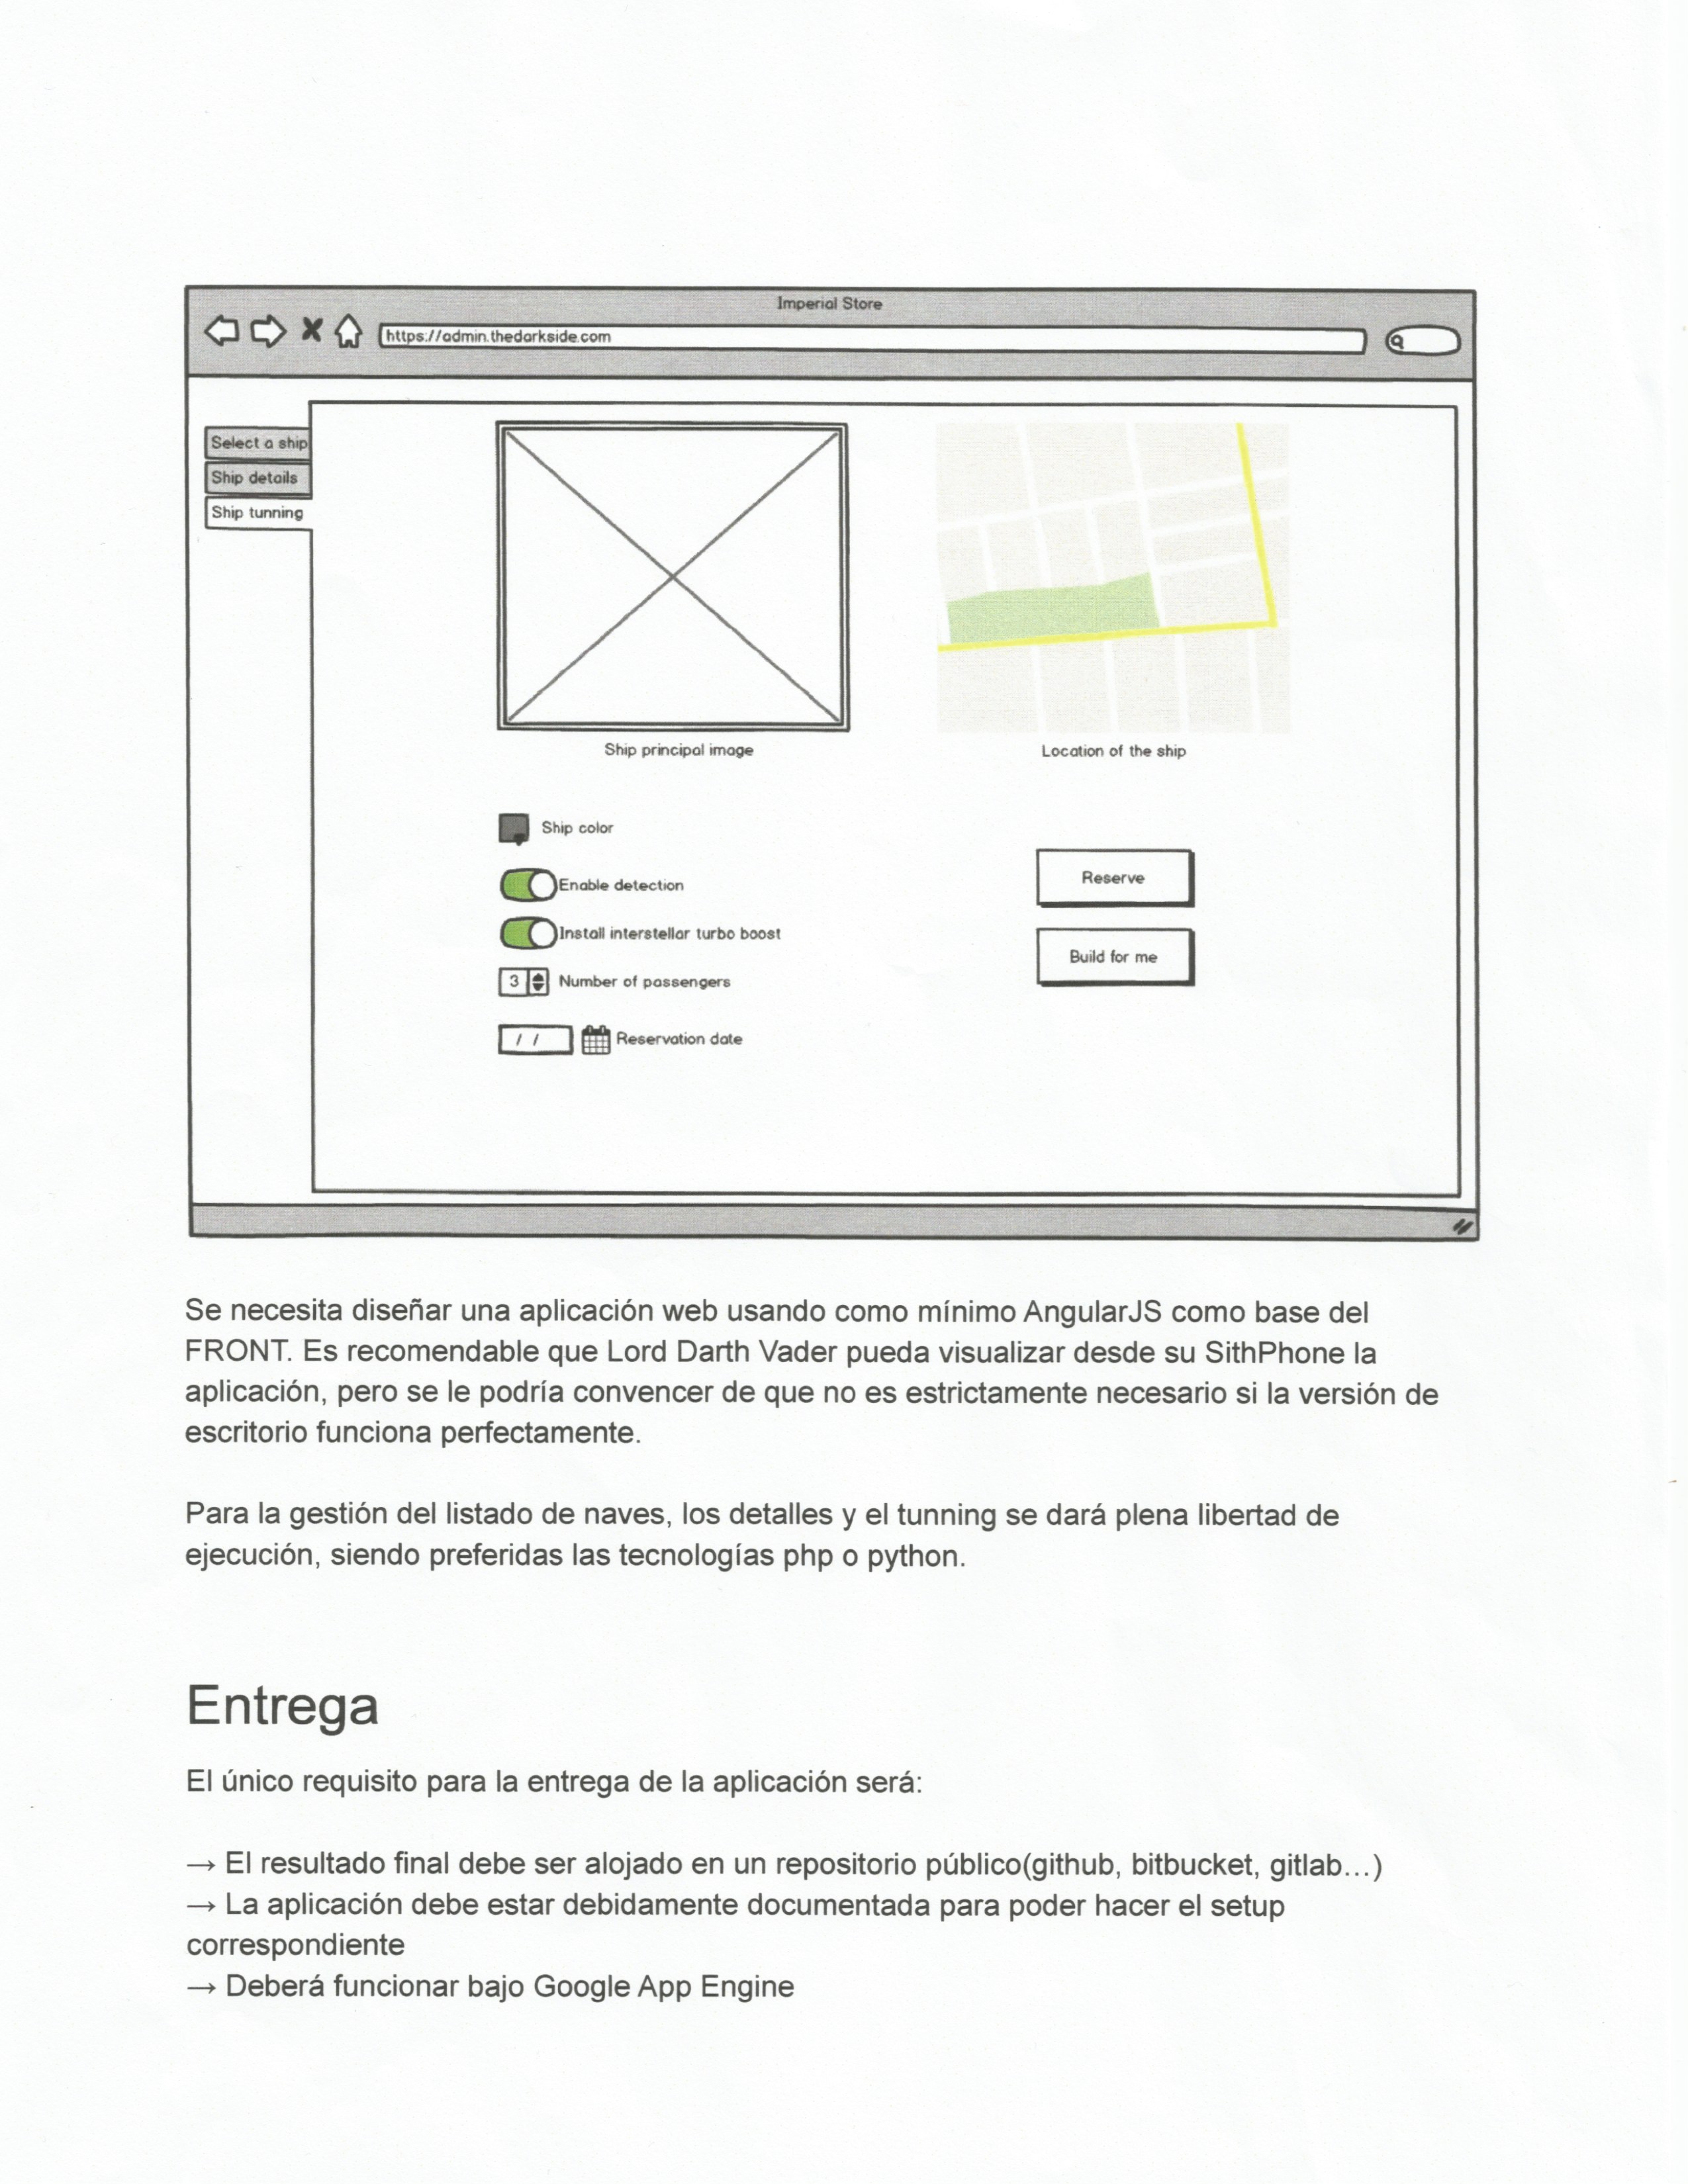 Imperial Store
https://admin.thedarkside.com
Select a ship
Ship details
Ship tunning
Ship principal image
Location of the ship
Ship color
Enable detection
Install interstellar turbo boost
3 Number of passengers
/ / Reservation date
Reserve
Build for me
Se necesita diseñar una aplicación web usando como mínimo AngularJS como base del
FRONT. Es recomendable que Lord Darth Vader pueda visualizar desde su SithPhone la
aplicación, pero se le podría convencer de que no es estrictamente necesario si la versión de
escritorio funciona perfectamente.
Para la gestión del listado de naves, los detalles y el tunning se dará plena libertad de
ejecución, siendo preferidas las tecnologías php o python.
Entrega
El único requisito para la entrega de la aplicación será:
→ El resultado final debe ser alojado en un repositorio público(github, bitbucket, gitlab...)
→ La aplicación debe estar debidamente documentada para poder hacer el setup
correspondiente
→ Deberá funcionar bajo Google App Engine